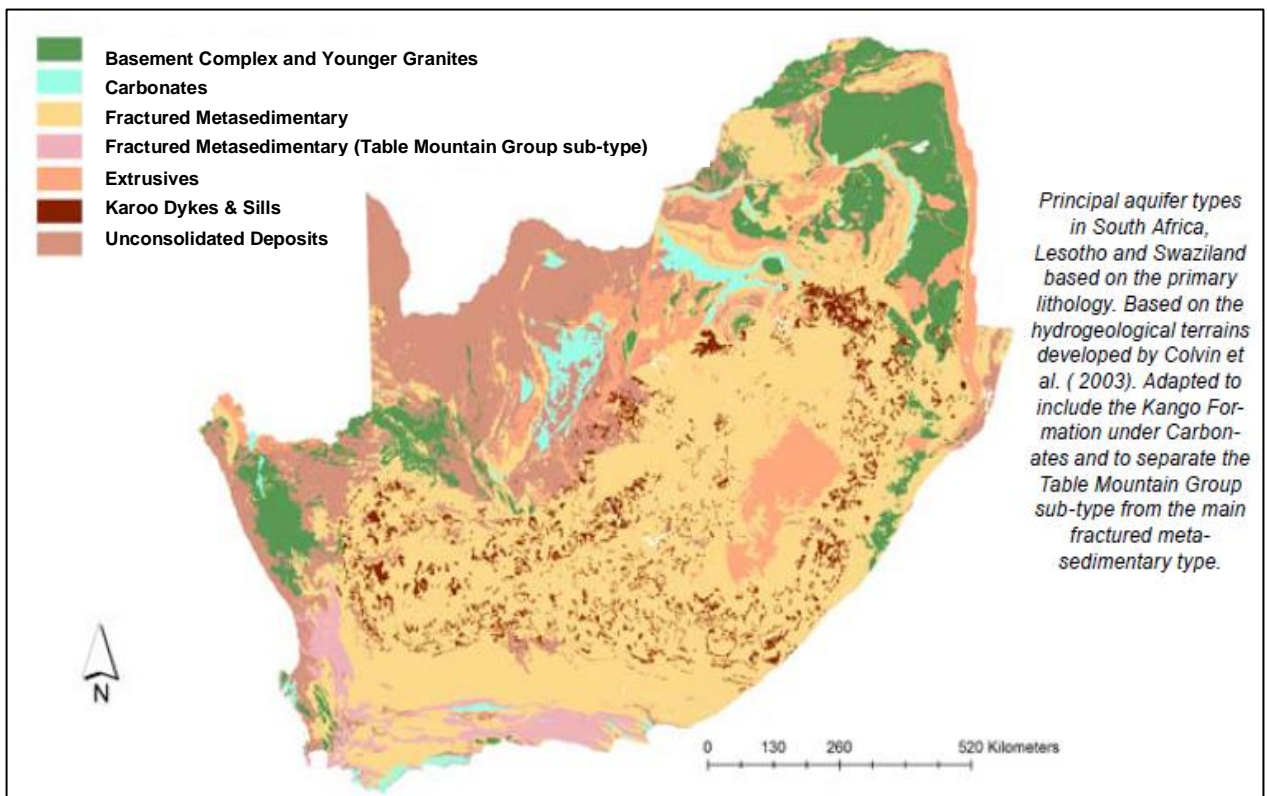 Basement Complex and Younger Granites
Carbonates
Fractured Metasedimentary
Fractured Metasedimentary (Table Mountain Group sub-type)
Extrusives
Karoo Dykes & Sills
Unconsolidated Deposits
Principal aquifer types
in South Africa,
Lesotho and Swaziland
based on the primary
lithology. Based on the
hydrogeological terrains
developed by Colvin et
al. ( 2003). Adapted to
include the Kango For-
mation under Carbon-
ates and to separate the
Table Mountain Group
sub-type from the main
fractured meta-
sedimentary type.
N
0 130 260 520 Kilometers